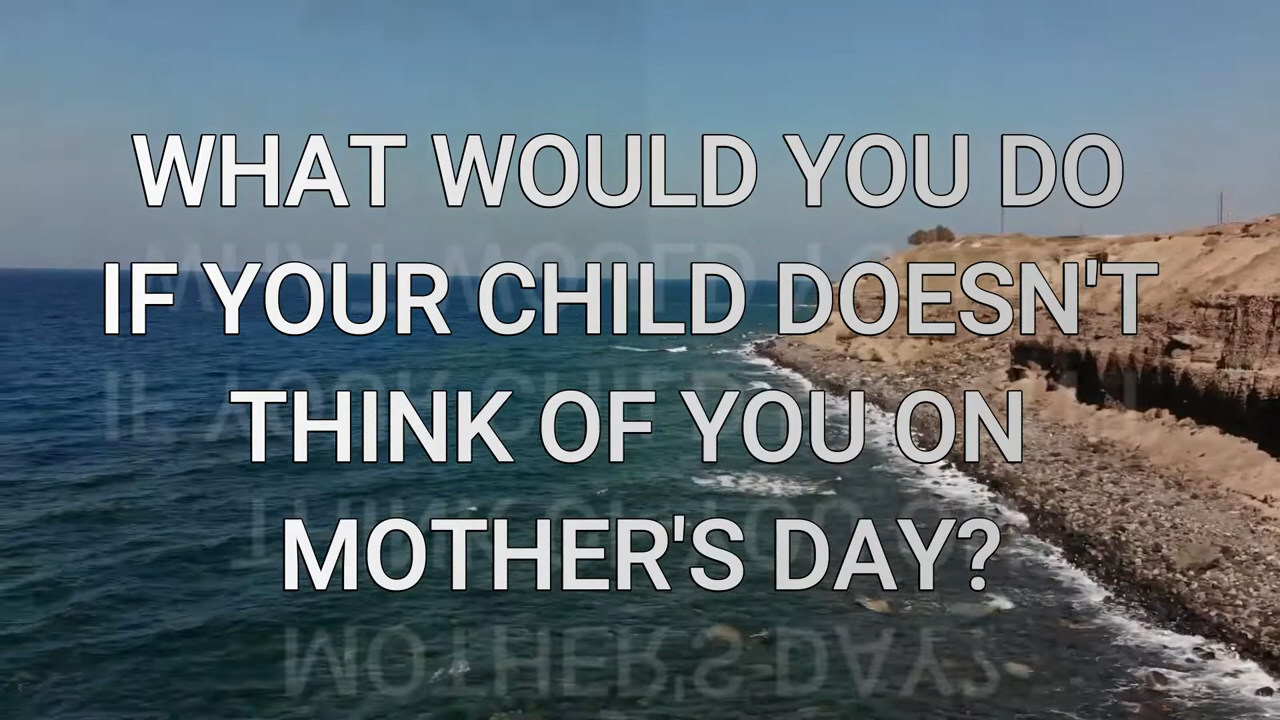 WHAT WOULD YOU DO
IF YOUR CHILD DOESN'T
THINK OF YOU ON
MOTHER'S DAY?